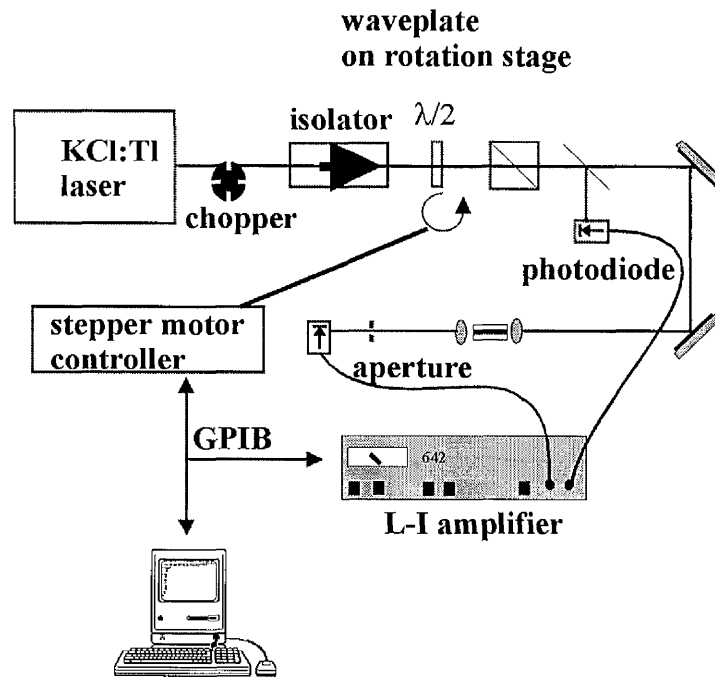 waveplate
on rotation stage
isolator
λ/2
KCl:Tl
laser
chopper
photodiode
stepper motor
controller
aperture
GPIB
642
L-I amplifier